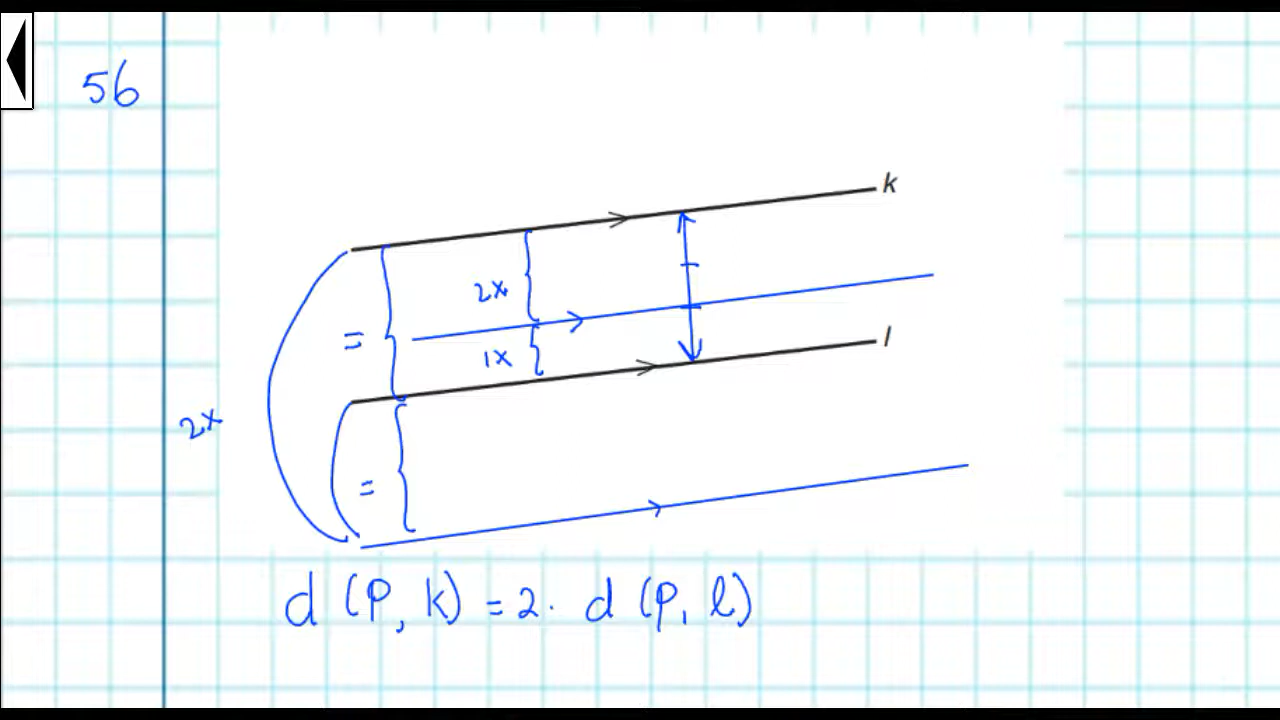 56
k
2x
=
1x
l
2x
=
d (P, k) = 2 · d (P, l)